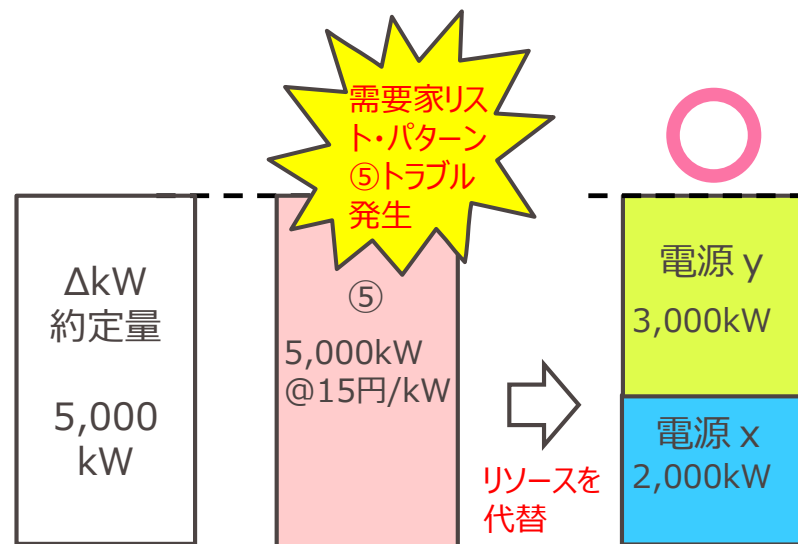 需要家リス
ト・パターン
⑤トラブル
発生
ΔkW
約定量
5,000
kW
⑤
5,000kW
@15円/kW
リソースを
代替
電源 y
3,000kW
電源 x
2,000kW